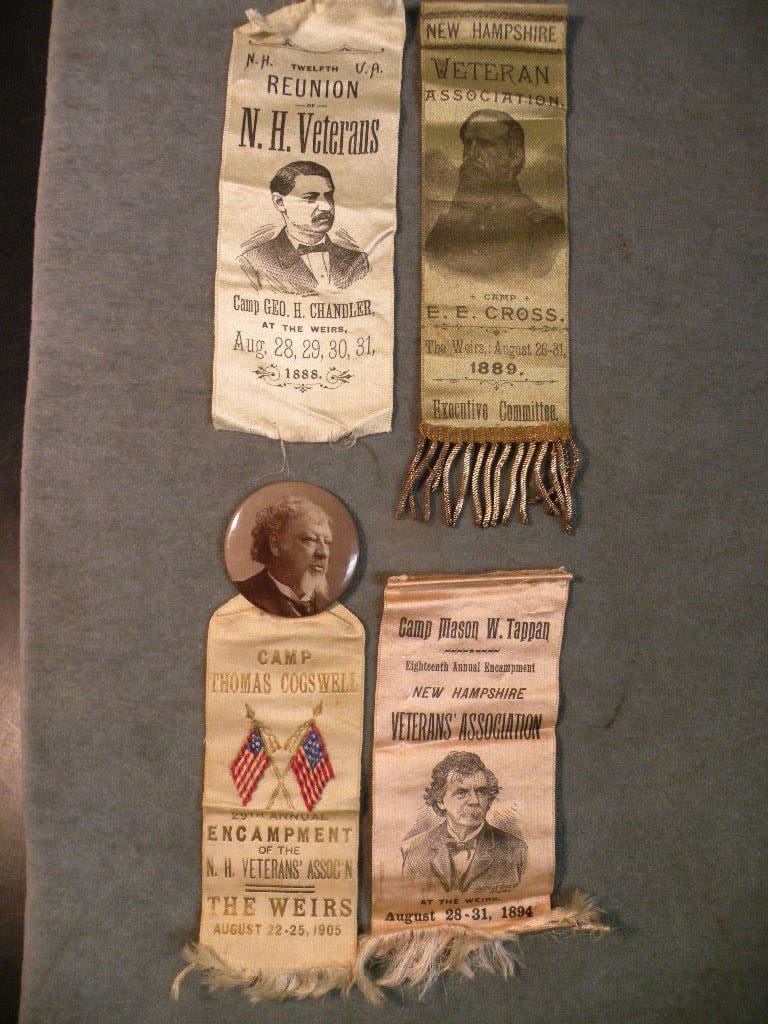 N.H. TWELFTH V.A.
REUNION
OF
N. H. Veterans
Camp GEO. H. CHANDLER,
AT THE WEIRS,
Aug. 28, 29, 30, 31,
1888.
NEW HAMPSHIRE
VETERAN
ASSOCIATION.
CAMP
E. E. CROSS.
The Weirs, August 26-31,
1889.
Executive Committee.
CAMP
THOMAS COGSWELL
29TH ANNUAL
ENCAMPMENT
OF THE
N. H. VETERANS' ASSOC'N
THE WEIRS
AUGUST 22-25, 1905
Camp Mason W. Tappan
Eighteenth Annual Encampment
NEW HAMPSHIRE
VETERANS' ASSOCIATION
AT THE WEIRS,
August 28-31, 1894